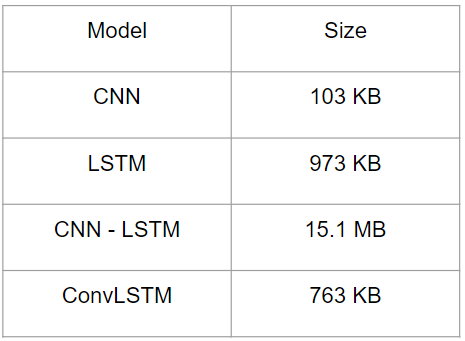 Model Size
CNN 103 KB
LSTM 973 KB
CNN - LSTM 15.1 MB
ConvLSTM 763 KB